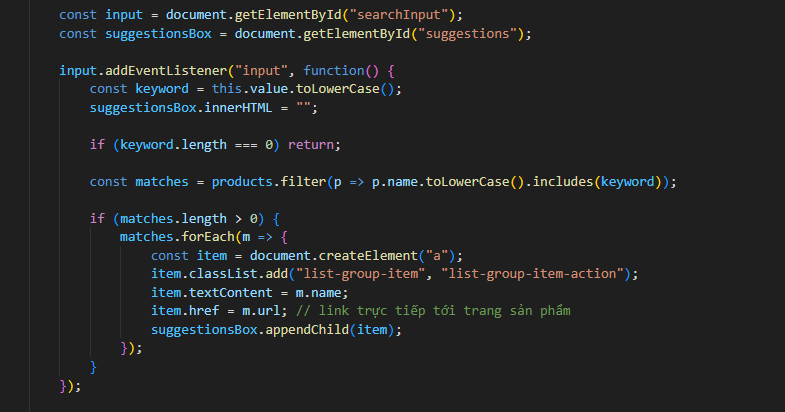 const input = document.getElementById("searchInput");
const suggestionsBox = document.getElementById("suggestions");
input.addEventListener("input", function() {
const keyword = this.value.toLowerCase();
suggestionsBox.innerHTML = "";
if (keyword.length === 0) return;
const matches = products.filter(p => p.name.toLowerCase().includes(keyword));
if (matches.length > 0) {
matches.forEach(m => {
const item = document.createElement("a");
item.classList.add("list-group-item", "list-group-item-action");
item.textContent = m.name;
item.href = m.url; // link trực tiếp tới trang sản phẩm
suggestionsBox.appendChild(item);
});
}
});